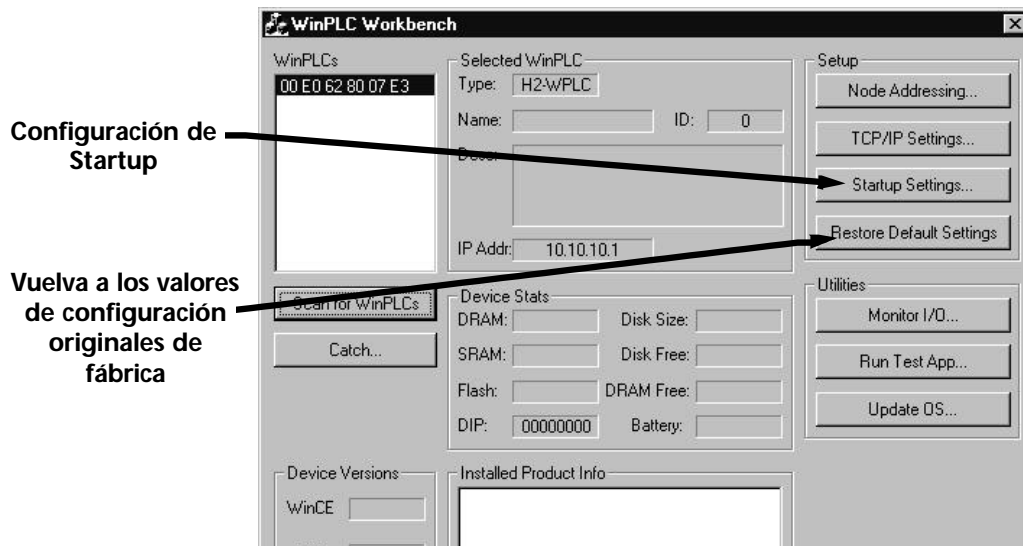 WinPLC Workbench
WinPLCs
00 E0 62 80 07 E3
Configuración de
Startup
Vuelva a los valores
de configuración
originales de
fábrica
Scan for WinPLCs
Catch...
Selected WinPLC
Type: H2-WPLC
Name: ID: 0
Desc:
IP Addr: 10.10.10.1
Device Stats
DRAM: Disk Size:
SRAM: Disk Free:
Flash: DRAM Free:
DIP: 00000000 Battery:
Setup
Node Addressing...
TCP/IP Settings...
Startup Settings...
Restore Default Settings
Utilities
Monitor I/O...
Run Test App...
Update OS...
Device Versions
WinCE
Installed Product Info